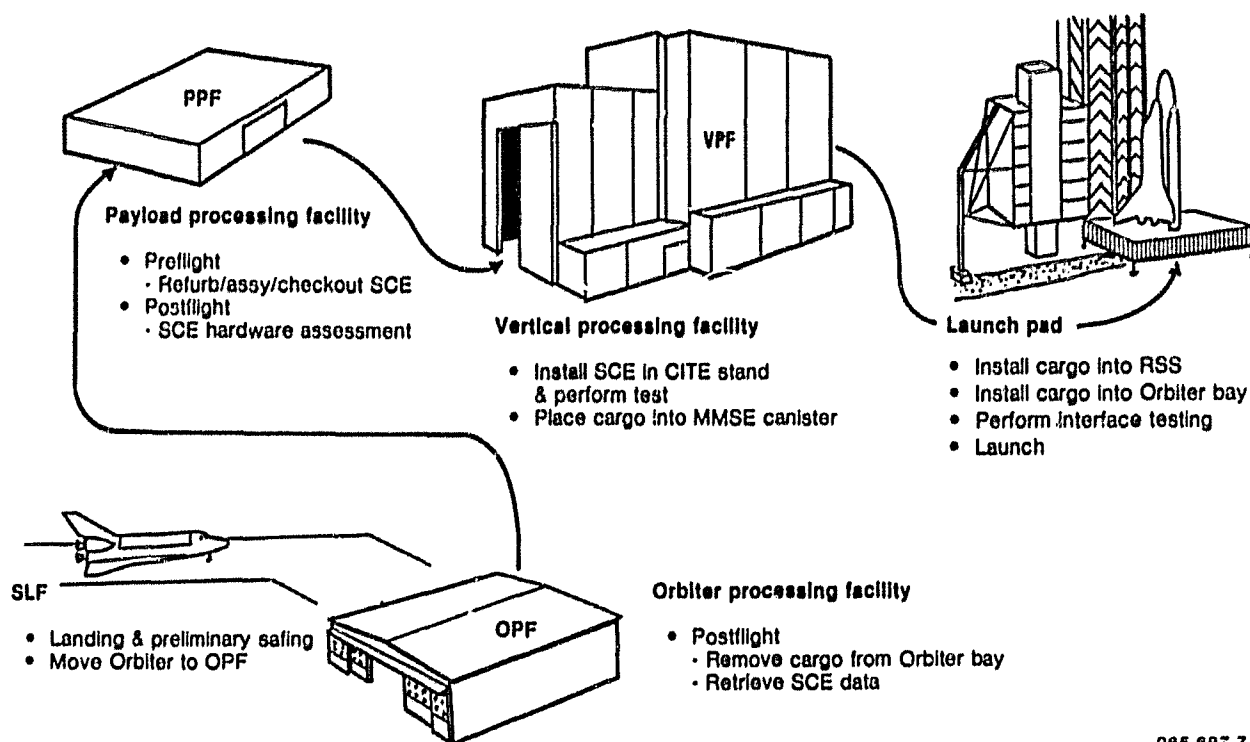 PPF
Payload processing facility
• Preflight
- Refurb/assy/checkout SCE
• Postflight
- SCE hardware assessment
VPF
Vertical processing facility
• Install SCE in CITE stand
& perform test
• Place cargo into MMSE canister
Launch pad
• Install cargo into RSS
• Install cargo into Orbiter bay
• Perform interface testing
• Launch
SLF
• Landing & preliminary safing
• Move Orbiter to OPF
OPF
Orbiter processing facility
• Postflight
- Remove cargo from Orbiter bay
- Retrieve SCE data